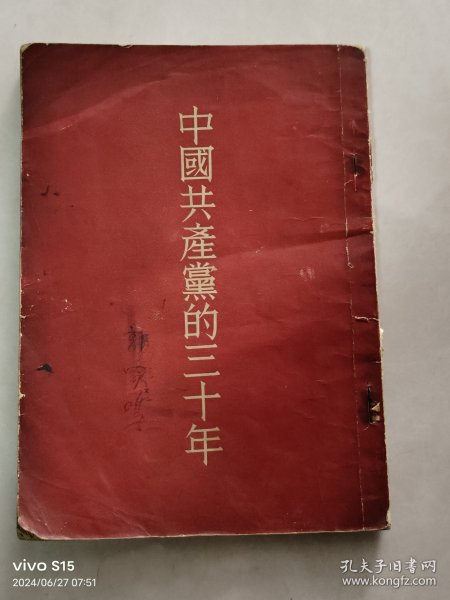 中國共產黨的三十年
vivo S15
2024/06/27 07:51
孔夫子旧书网
www.kongfz.com